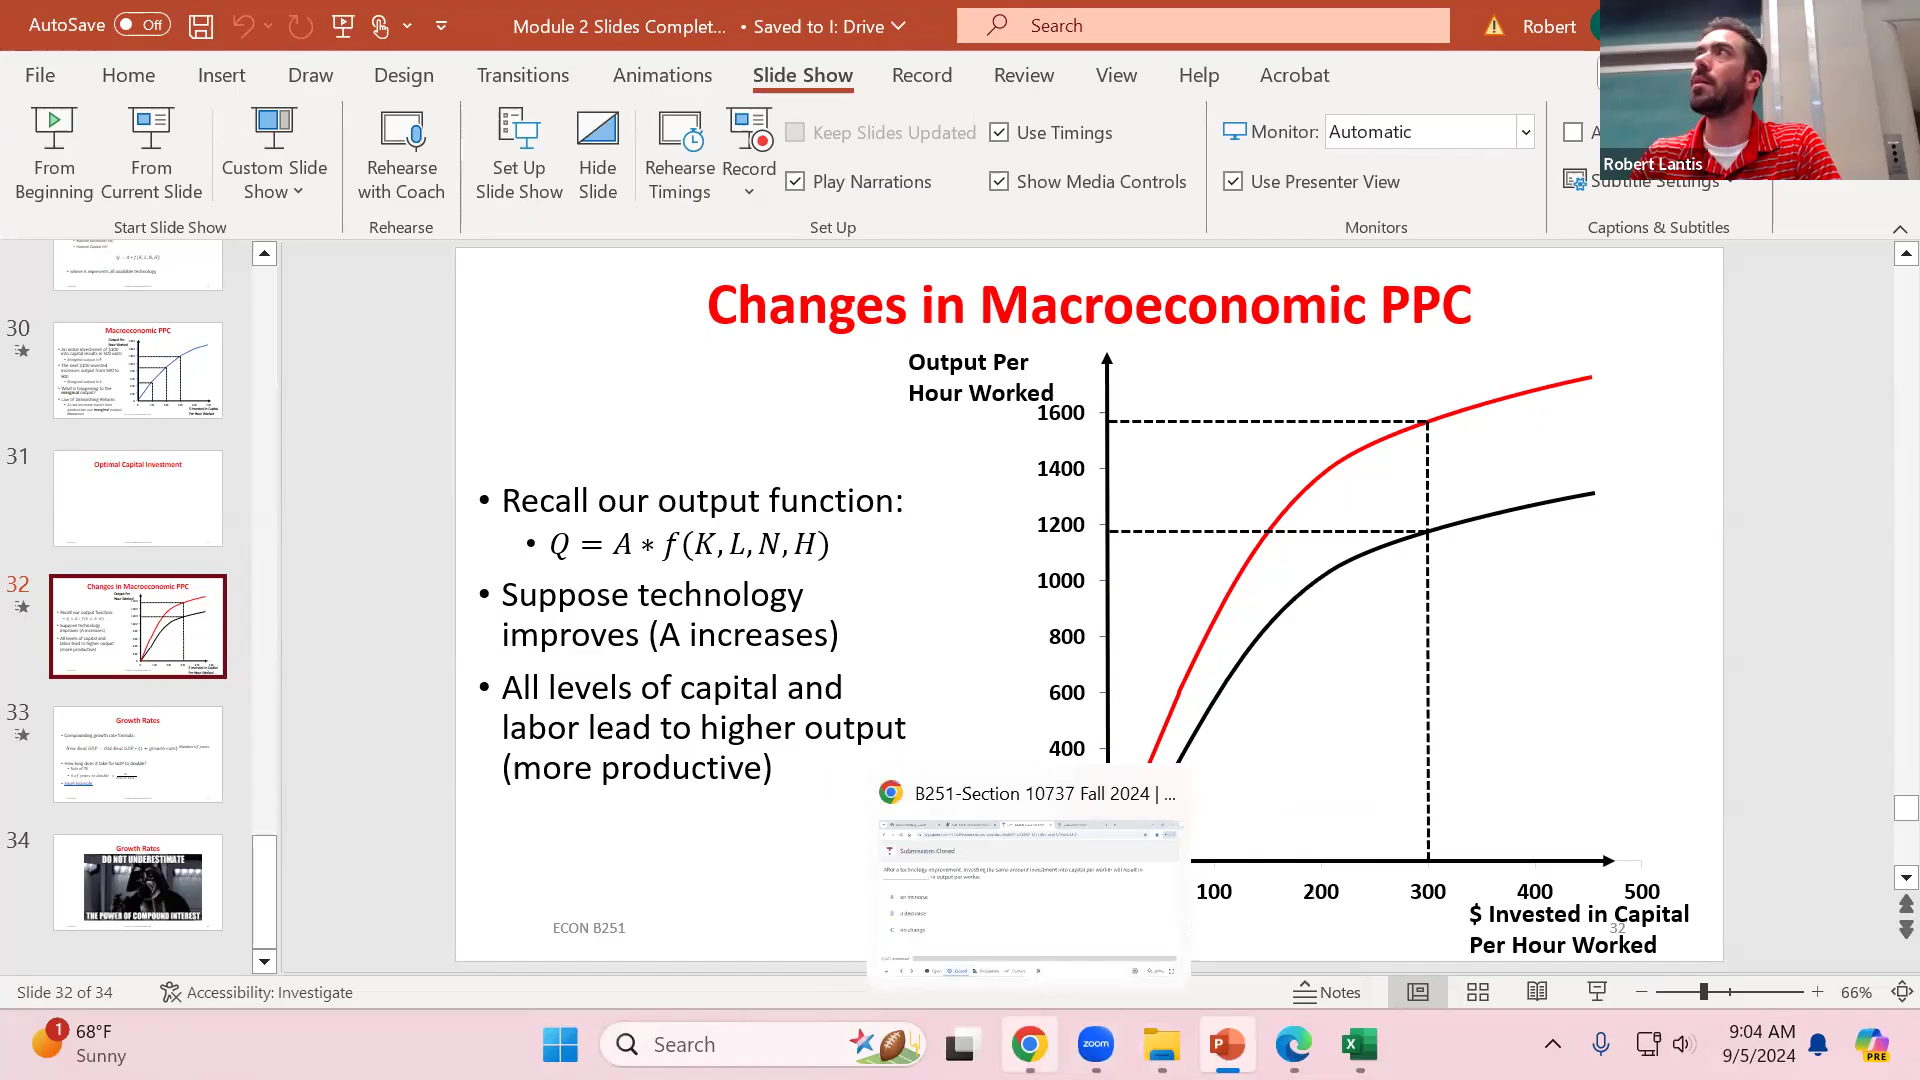 AutoSave Off
Module 2 Slides Complet... • Saved to I: Drive
Search
Robert
File Home Insert Draw Design Transitions Animations Slide Show Record Review View Help Acrobat
From Beginning
From Current Slide
Custom Slide Show
Rehearse with Coach
Set Up Slide Show
Hide Slide
Rehearse Timings
Record
Keep Slides Updated
Use Timings
Play Narrations
Show Media Controls
Monitor: Automatic
Use Presenter View
Subtitle Settings
Robert Lantis
Start Slide Show
Rehearse
Set Up
Monitors
Captions & Subtitles
30
Macroeconomic PPC
31
Optimal Capital Investment
32
Changes in Macroeconomic PPC
33
Growth Rates
34
Growth Rates
DO NOT UNDERESTIMATE
THE POWER OF COMPOUND INTEREST
Changes in Macroeconomic PPC
Output Per
Hour Worked
1600
1400
1200
1000
800
600
400
• Recall our output function:
• Q = A ∗ f(K, L, N, H)
• Suppose technology
improves (A increases)
• All levels of capital and
labor lead to higher output
(more productive)
100 200 300 400 500
$ Invested in Capital
Per Hour Worked
ECON B251
32
B251-Section 10737 Fall 2024 | ...
Submissions Closed
Slide 32 of 34
Accessibility: Investigate
Notes
66%
1
68°F
Sunny
Search
zoom
9:04 AM
9/5/2024
PRE